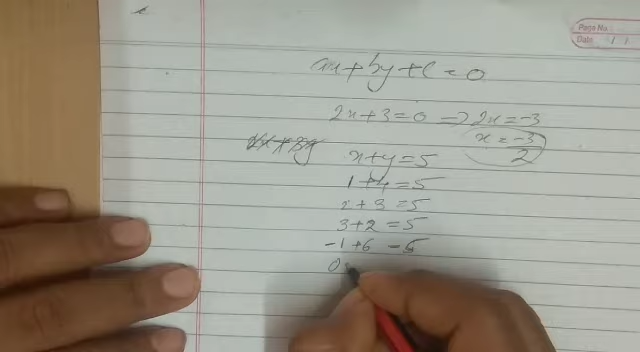 Page No.
Date / /
ax+by+c=0
2x+3=0 ⇒ 2x=-3
x=-3/2
x+y=5
1+4=5
2+3=5
3+2=5
-1+6=5
0